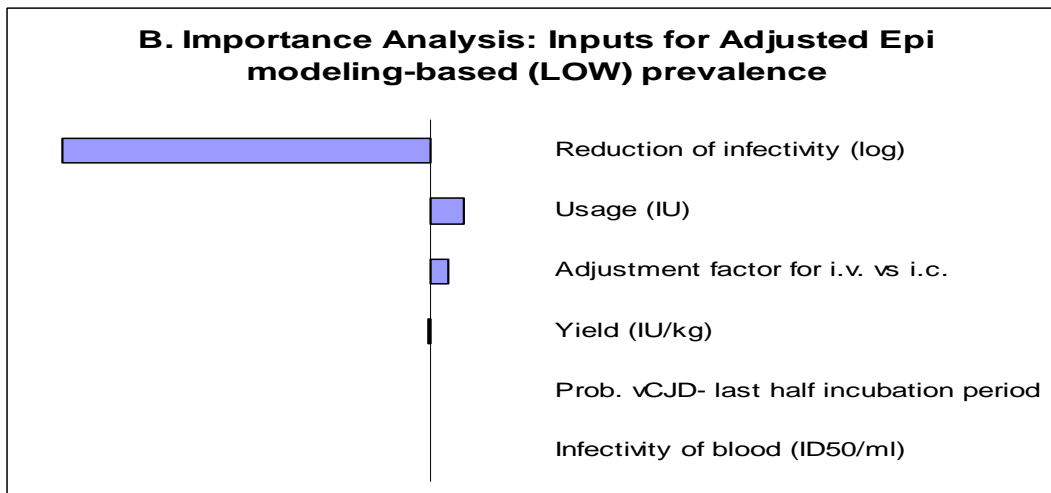 B. Importance Analysis: Inputs for Adjusted Epi
modeling-based (LOW) prevalence
Reduction of infectivity (log)
Usage (IU)
Adjustment factor for i.v. vs i.c.
Yield (IU/kg)
Prob. vCJD- last half incubation period
Infectivity of blood (ID50/ml)